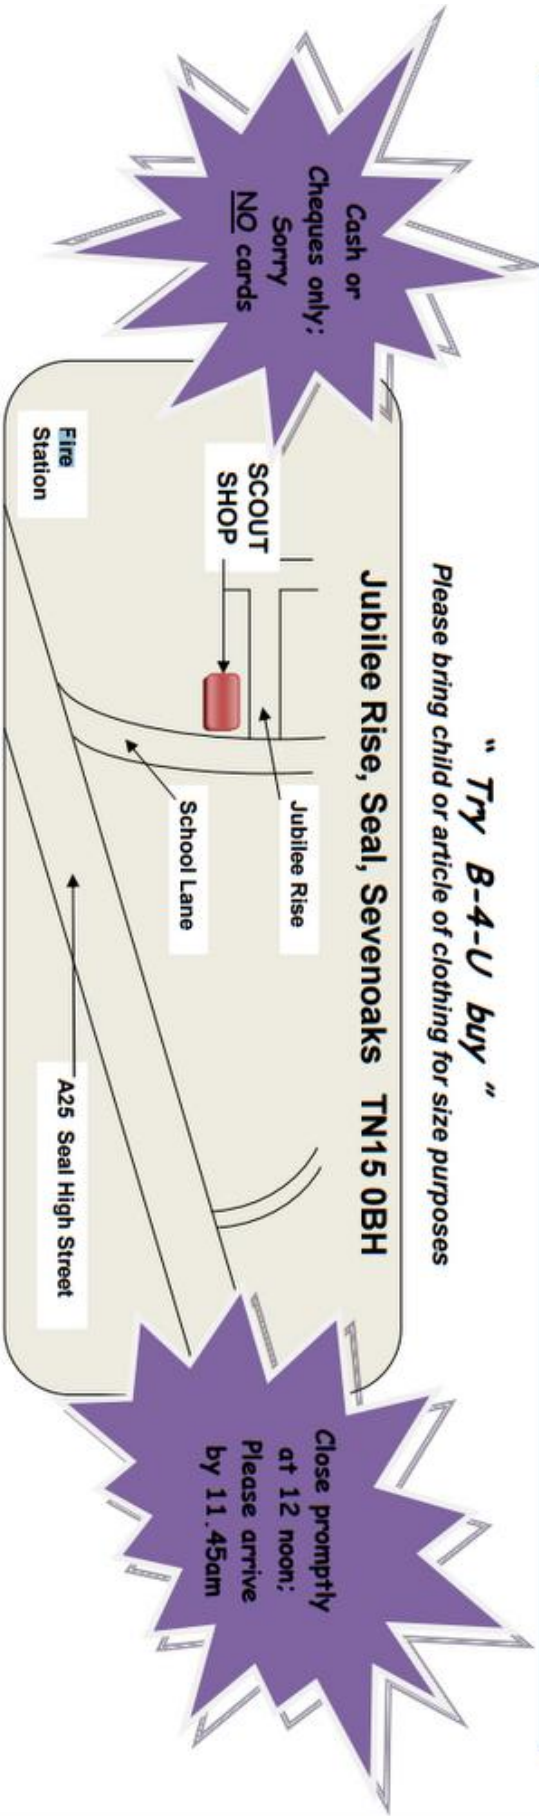 " Try B-4-U buy "
Please bring child or article of clothing for size purposes
Cash or
Cheques only;
Sorry
NO cards
Jubilee Rise, Seal, Sevenoaks TN15 0BH
SCOUT
SHOP
Jubilee Rise
School Lane
Fire
Station
A25 Seal High Street
Close promptly
at 12 noon;
Please arrive
by 11.45am